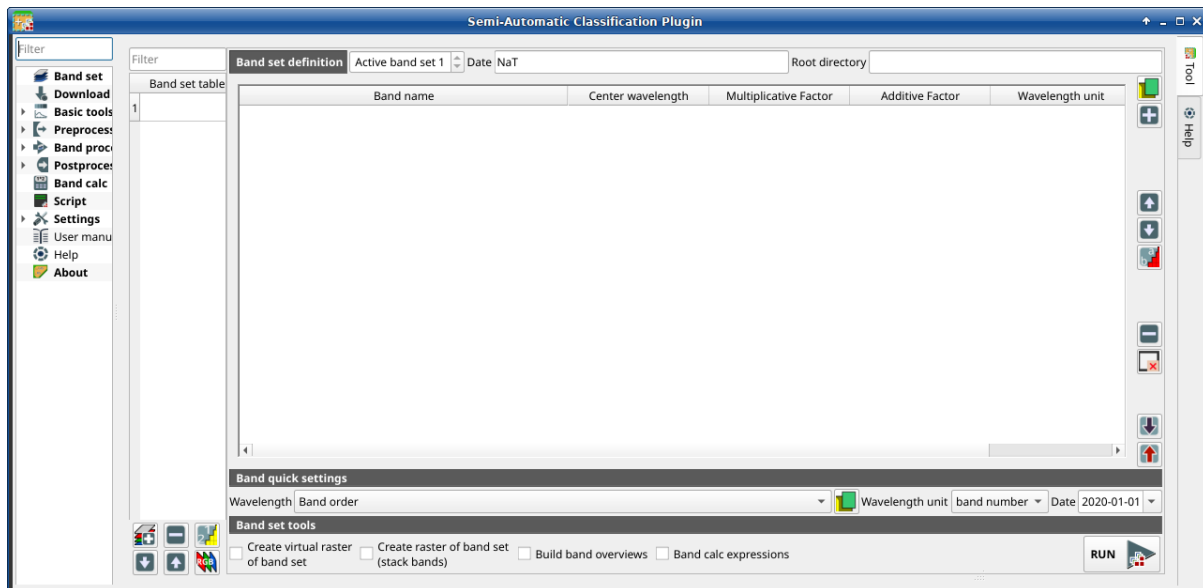 Semi-Automatic Classification Plugin
Filter
Band set
Download
Basic tools
Preprocess
Band proc
Postproces
Band calc
Script
Settings
User manu
Help
About
Filter
Band set table
1
Band set definition Active band set 1 Date NaT Root directory
Band name Center wavelength Multiplicative Factor Additive Factor Wavelength unit
Band quick settings
Wavelength Band order Wavelength unit band number Date 2020-01-01
Band set tools
Create virtual raster
of band set
Create raster of band set
(stack bands)
Build band overviews
Band calc expressions
RUN
RGB
Tool
Help